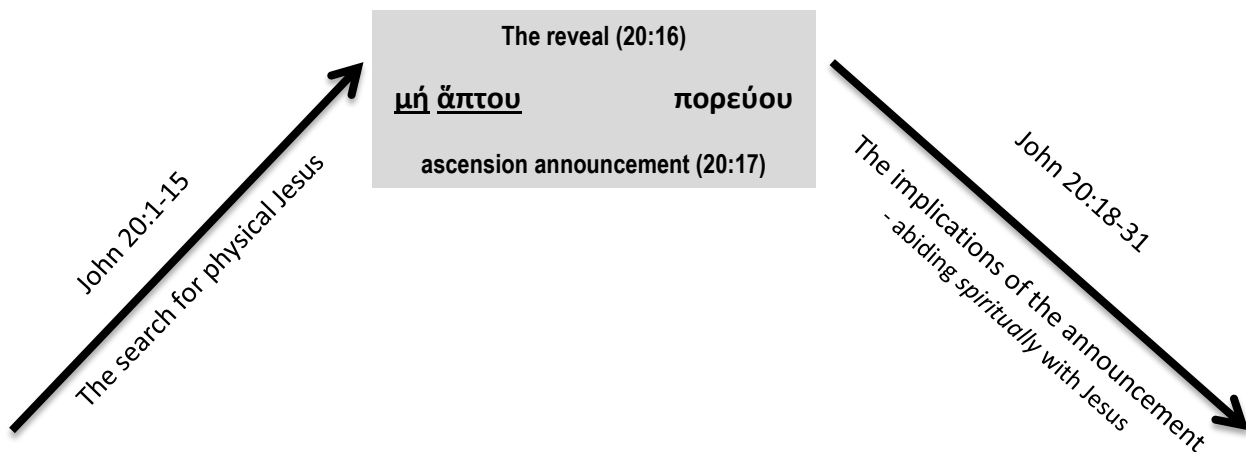 John 20:1-15
The search for physical Jesus
The reveal (20:16)
μή ἅπτου πορεύου
ascension announcement (20:17)
John 20:18-31
The implications of the announcement
- abiding spiritually with Jesus